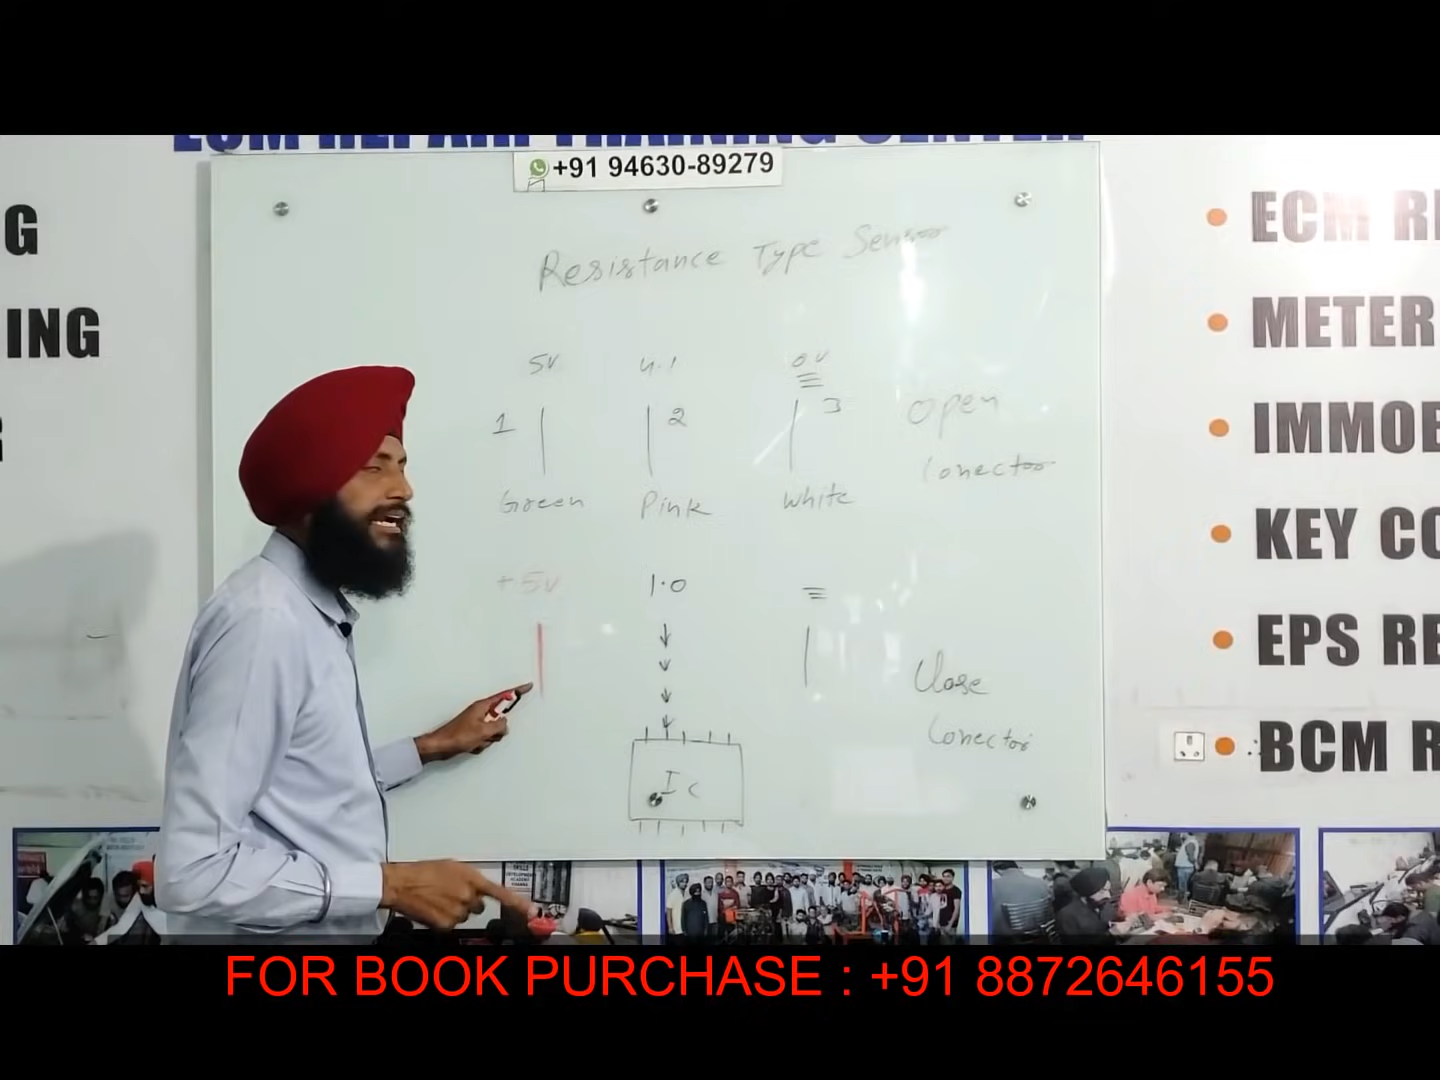 ECM REPAIR TRAINING CENTER
+91 94630-89279
G
ING
Resistance Type Sensor
5V 4.1 0V
1 2 3 Open
Conector
Green Pink White
+5V 1.0
Close
Conector
IC
ECM RE
METER
IMMOB
KEY CO
EPS RE
BCM R
FOR BOOK PURCHASE : +91 8872646155